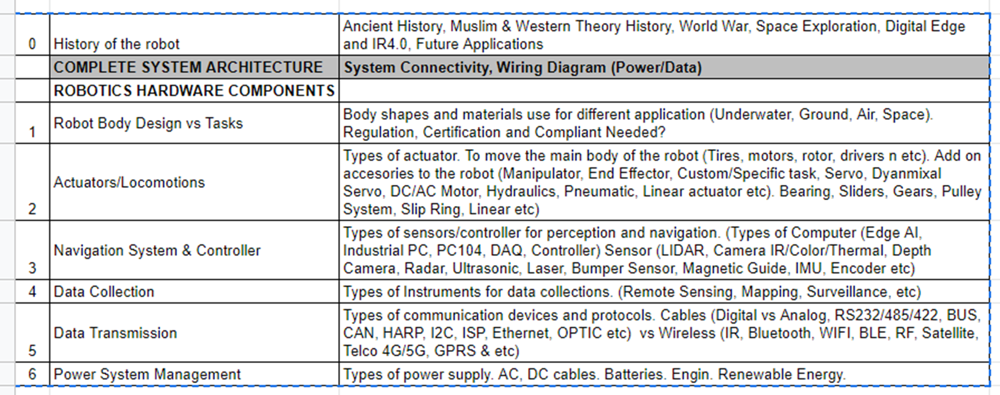 0 History of the robot
Ancient History, Muslim & Western Theory History, World War, Space Exploration, Digital Edge
and IR4.0, Future Applications
COMPLETE SYSTEM ARCHITECTURE
System Connectivity, Wiring Diagram (Power/Data)
ROBOTICS HARDWARE COMPONENTS
1 Robot Body Design vs Tasks
Body shapes and materials use for different application (Underwater, Ground, Air, Space).
Regulation, Certification and Compliant Needed?
2 Actuators/Locomotions
Types of actuator. To move the main body of the robot (Tires, motors, rotor, drivers n etc). Add on
accesories to the robot (Manipulator, End Effector, Custom/Specific task, Servo, Dyanmixal
Servo, DC/AC Motor, Hydraulics, Pneumatic, Linear actuator etc). Bearing, Sliders, Gears, Pulley
System, Slip Ring, Linear etc)
3 Navigation System & Controller
Types of sensors/controller for perception and navigation. (Types of Computer (Edge AI,
Industrial PC, PC104, DAQ, Controller) Sensor (LIDAR, Camera IR/Color/Thermal, Depth
Camera, Radar, Ultrasonic, Laser, Bumper Sensor, Magnetic Guide, IMU, Encoder etc)
4 Data Collection
Types of Instruments for data collections. (Remote Sensing, Mapping, Surveillance, etc)
5 Data Transmission
Types of communication devices and protocols. Cables (Digital vs Analog, RS232/485/422, BUS,
CAN, HARP, I2C, ISP, Ethernet, OPTIC etc)  vs Wireless (IR, Bluetooth, WIFI, BLE, RF, Satellite,
Telco 4G/5G, GPRS & etc)
6 Power System Management
Types of power supply. AC, DC cables. Batteries. Engin. Renewable Energy.